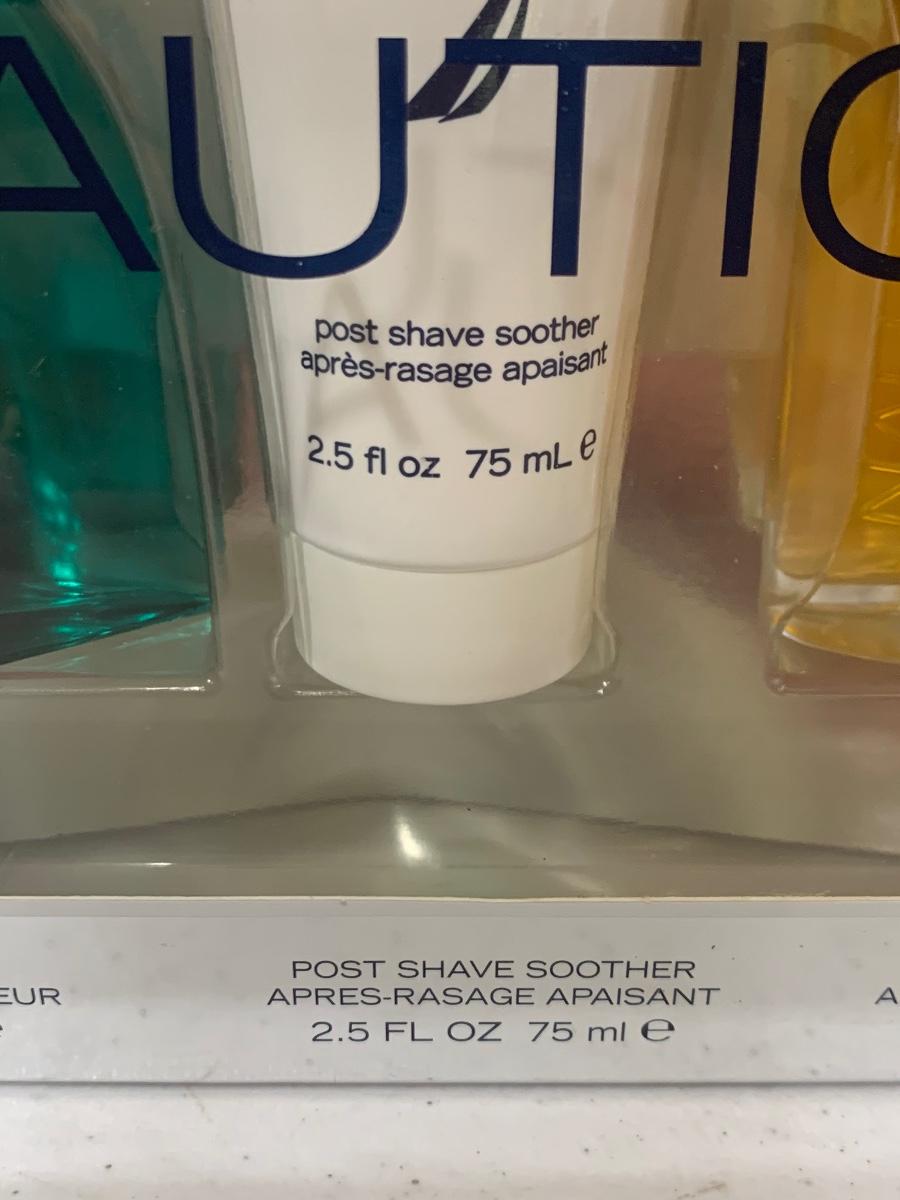 AUTIC
post shave soother
après-rasage apaisant
2.5 fl oz 75 mL ℮
POST SHAVE SOOTHER
EUR
APRES-RASAGE APAISANT
A
2.5 FL OZ 75 ml ℮